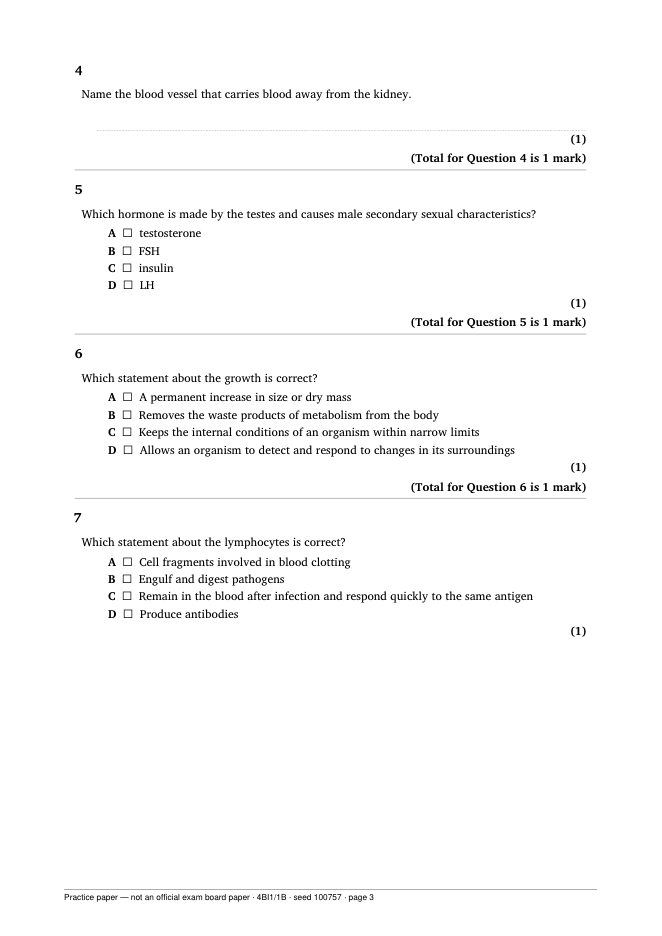 4
Name the blood vessel that carries blood away from the kidney.
(1)
(Total for Question 4 is 1 mark)
5
Which hormone is made by the testes and causes male secondary sexual characteristics?
A ☐ testosterone
B ☐ FSH
C ☐ insulin
D ☐ LH
(1)
(Total for Question 5 is 1 mark)
6
Which statement about the growth is correct?
A ☐ A permanent increase in size or dry mass
B ☐ Removes the waste products of metabolism from the body
C ☐ Keeps the internal conditions of an organism within narrow limits
D ☐ Allows an organism to detect and respond to changes in its surroundings
(1)
(Total for Question 6 is 1 mark)
7
Which statement about the lymphocytes is correct?
A ☐ Cell fragments involved in blood clotting
B ☐ Engulf and digest pathogens
C ☐ Remain in the blood after infection and respond quickly to the same antigen
D ☐ Produce antibodies
(1)
Practice paper — not an official exam board paper · 4BI1/1B · seed 100757 · page 3